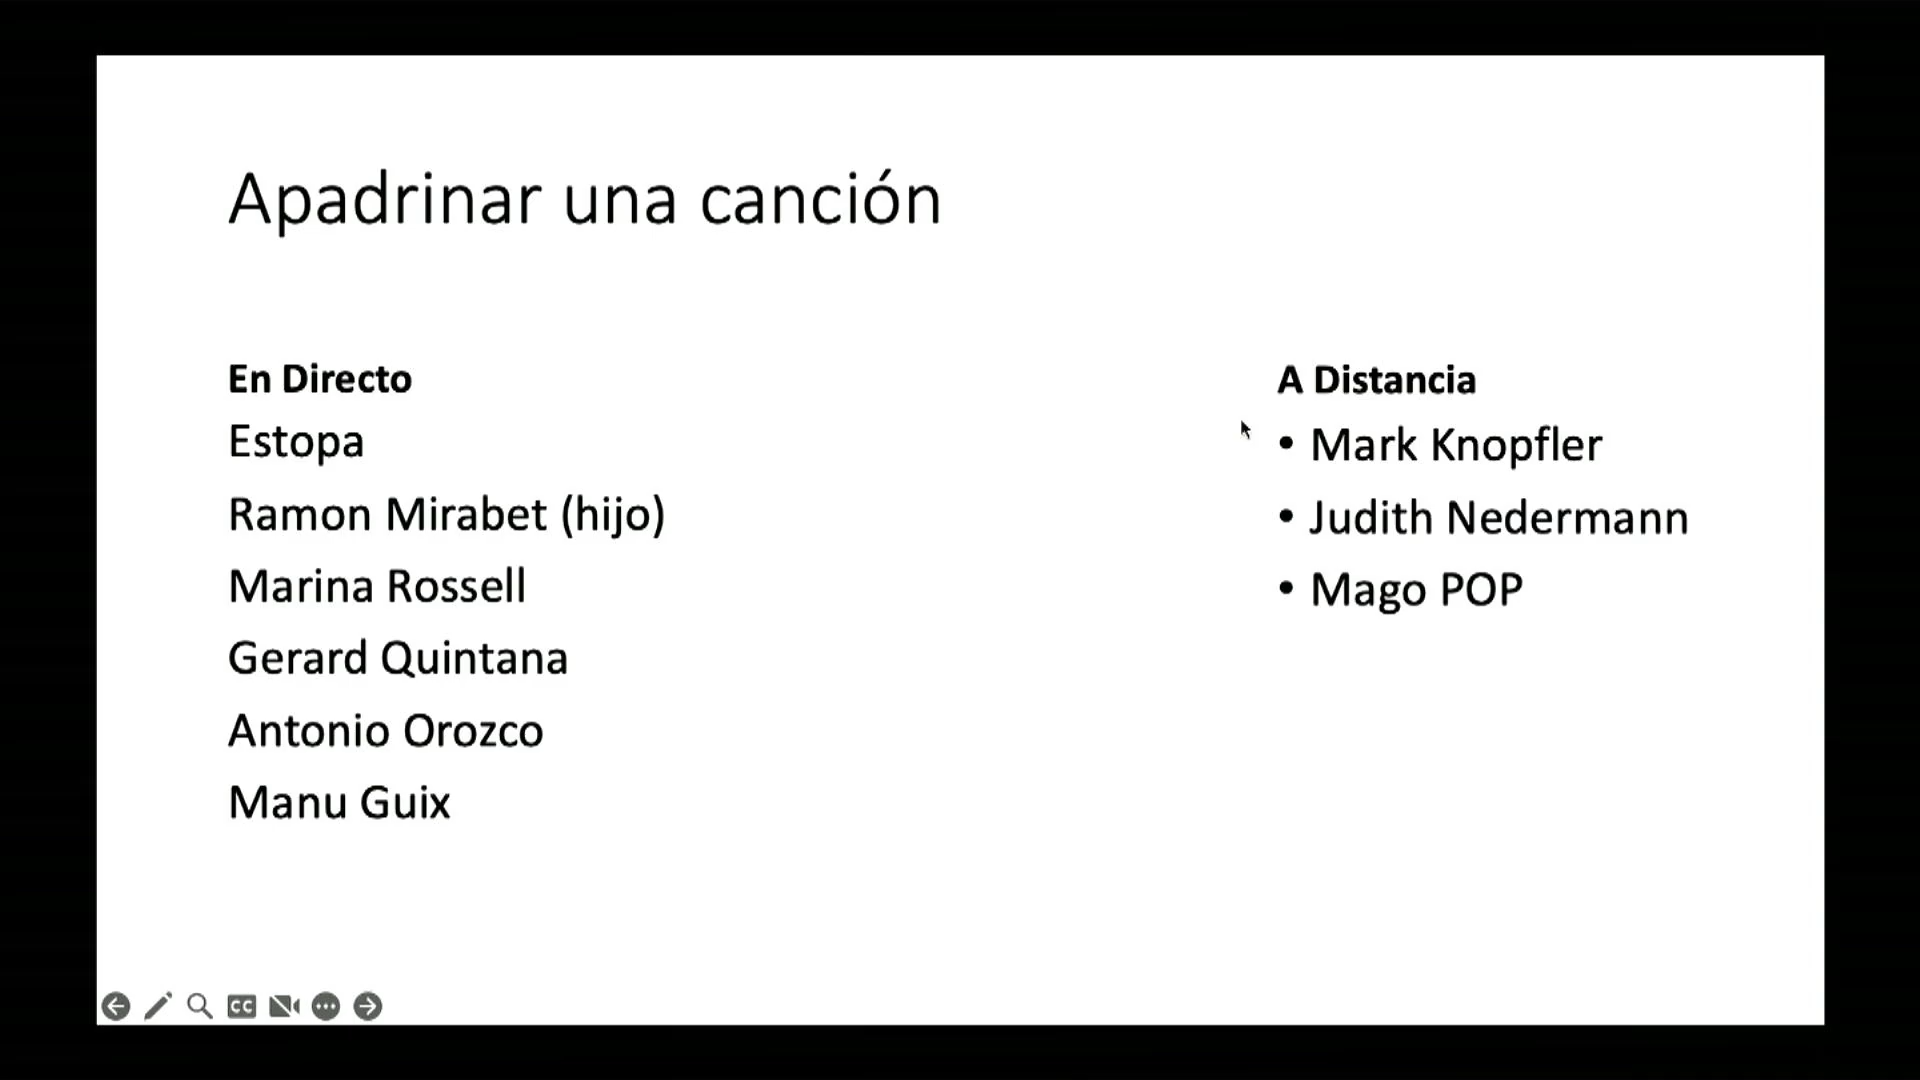 Apadrinar una canción
En Directo
Estopa
Ramon Mirabet (hijo)
Marina Rossell
Gerard Quintana
Antonio Orozco
Manu Guix
A Distancia
• Mark Knopfler
• Judith Nedermann
• Mago POP
CC